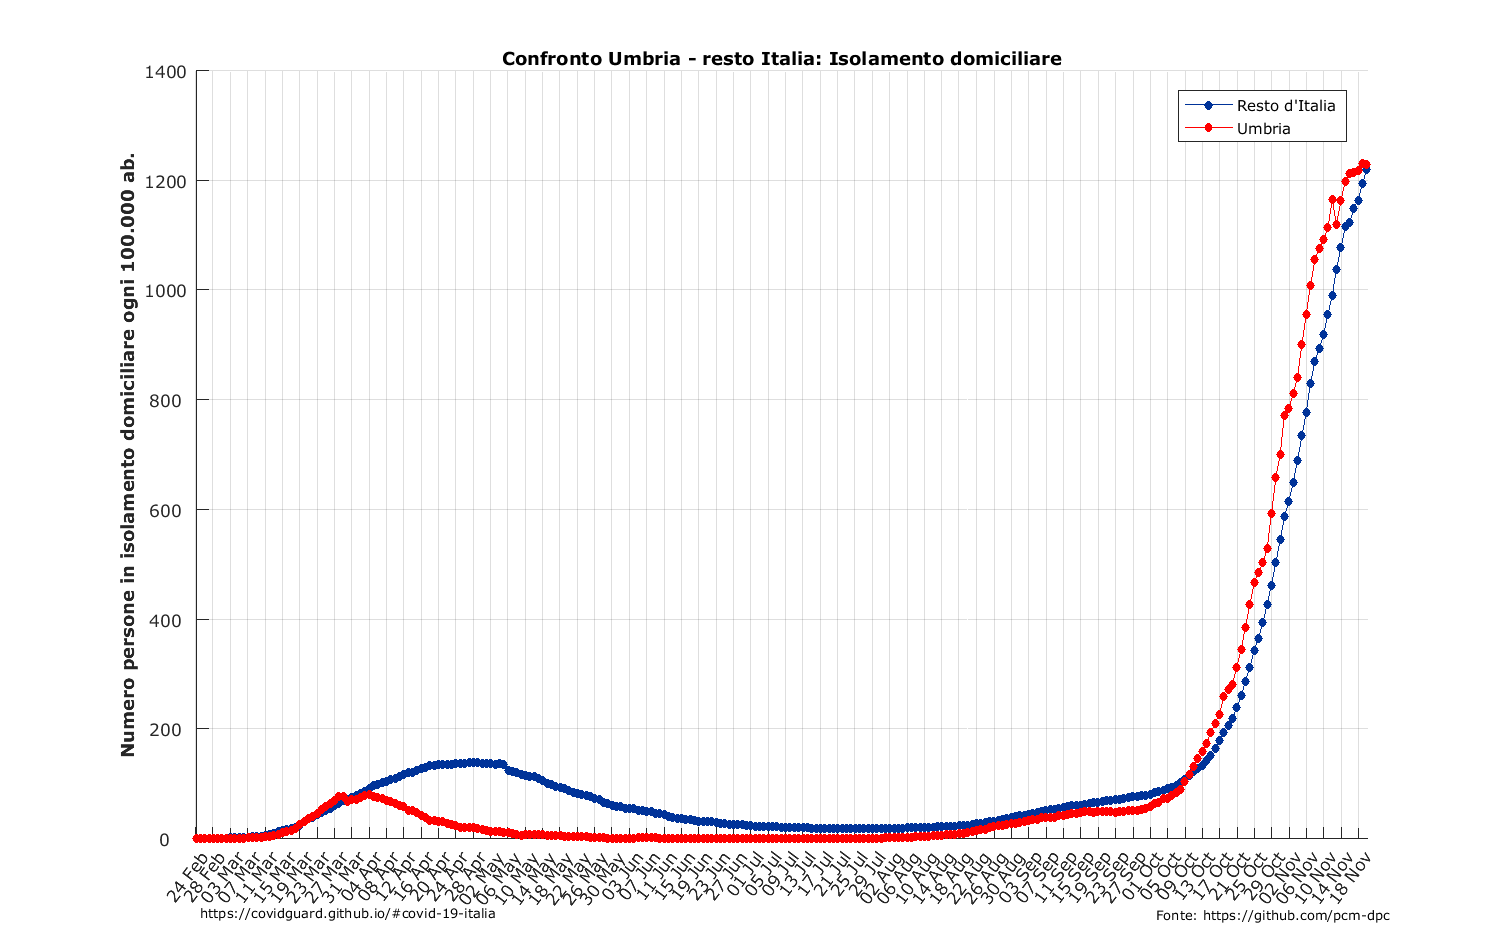 Confronto Umbria - resto Italia: Isolamento domiciliare
Resto d'Italia
Umbria
Numero persone in isolamento domiciliare ogni 100.000 ab.
1400
1200
1000
800
600
400
200
0
24 Feb
28 Feb
03 Mar
07 Mar
11 Mar
15 Mar
19 Mar
23 Mar
27 Mar
31 Mar
04 Apr
08 Apr
12 Apr
16 Apr
20 Apr
24 Apr
28 Apr
02 May
06 May
10 May
14 May
18 May
22 May
26 May
30 May
03 Jun
07 Jun
11 Jun
15 Jun
19 Jun
23 Jun
27 Jun
01 Jul
05 Jul
09 Jul
13 Jul
17 Jul
21 Jul
25 Jul
29 Jul
02 Aug
06 Aug
10 Aug
14 Aug
18 Aug
22 Aug
26 Aug
30 Aug
03 Sep
07 Sep
11 Sep
15 Sep
19 Sep
23 Sep
27 Sep
01 Oct
05 Oct
09 Oct
13 Oct
17 Oct
21 Oct
25 Oct
29 Oct
02 Nov
06 Nov
10 Nov
14 Nov
18 Nov
https://covidguard.github.io/#covid-19-italia
Fonte: https://github.com/pcm-dpc